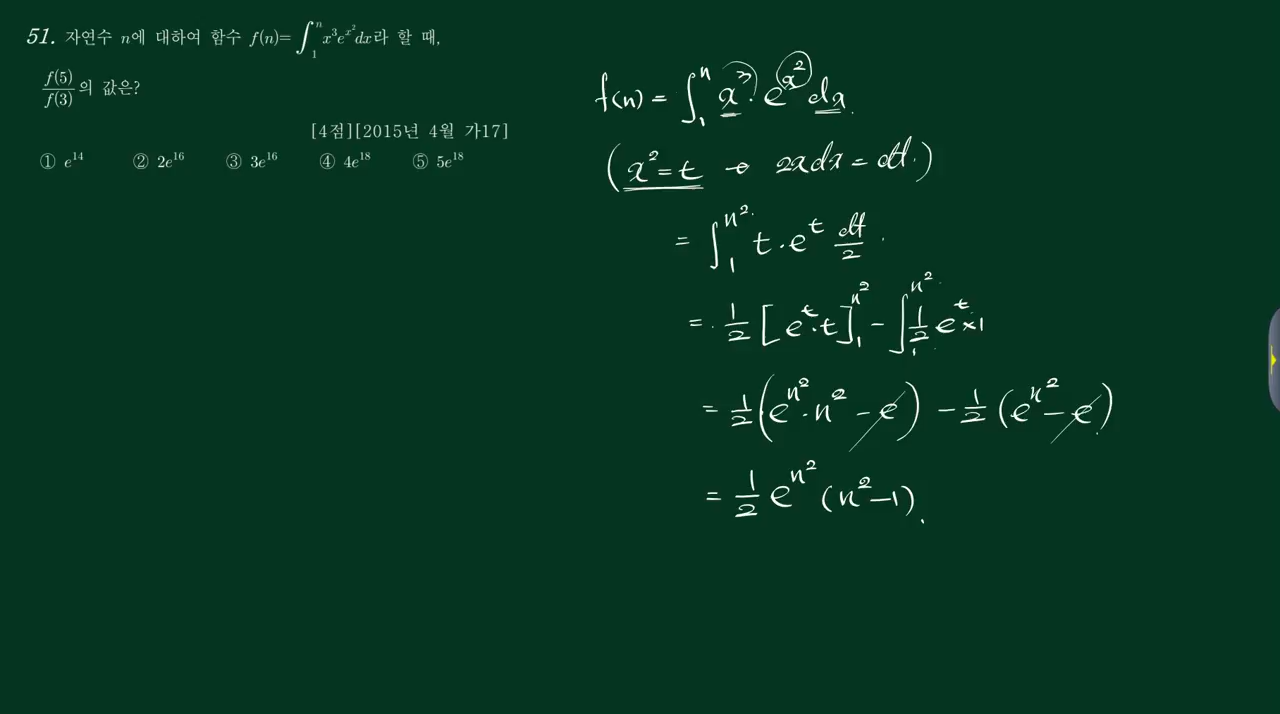 51. 자연수 n에 대하여 함수 f(n)=∫₁ⁿ x³e^{x²}dx라 할 때,
f(5)/f(3)의 값은?
[4점][2015년 4월 가17]
① e¹⁴ ② 2e¹⁶ ③ 3e¹⁶ ④ 4e¹⁸ ⑤ 5e¹⁸
f(n) = ∫₁ⁿ x³·e^{x²} dx.
(x²=t → 2xdx = dt.)
= ∫₁^{n²} t·e^t dt/2.
= 1/2 [e^t·t]₁^{n²} - ∫₁^{n²} 1/2 e^t×1
= 1/2 (e^{n²}·n² - e) - 1/2 (e^{n²} - e)
= 1/2 e^{n²} (n²-1).